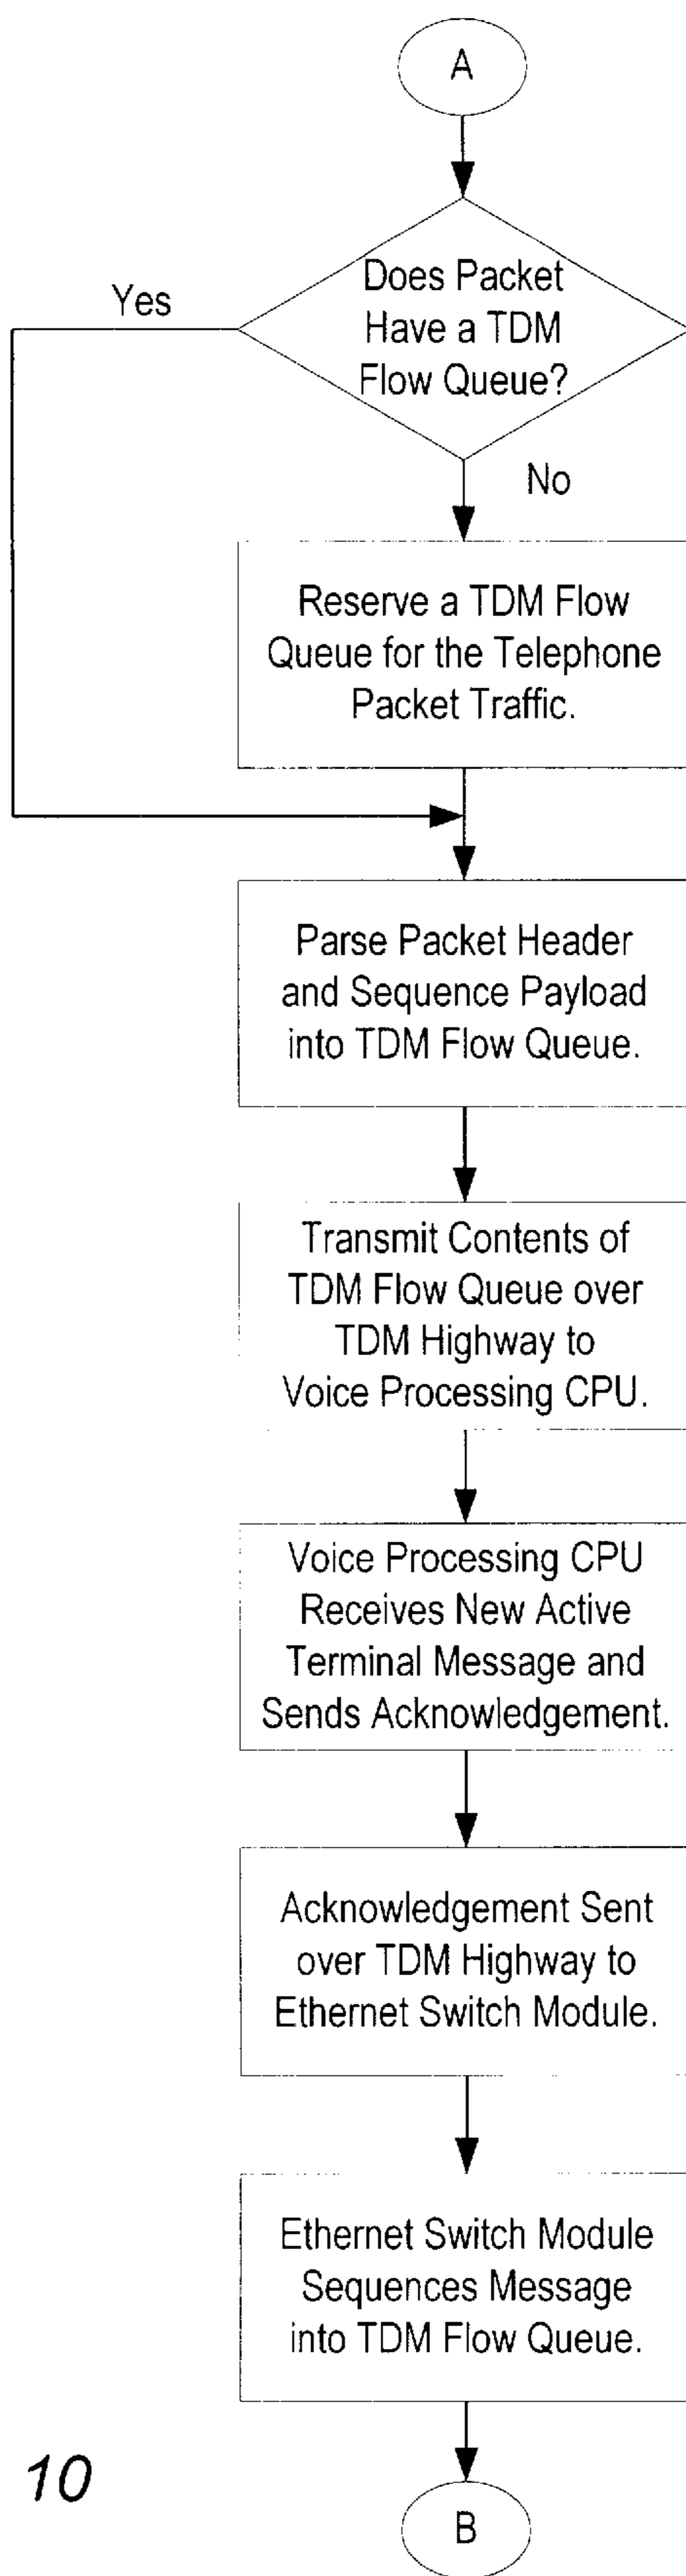 A
Does Packet
Have a TDM
Flow Queue?
Yes
No
Reserve a TDM Flow
Queue for the Telephone
Packet Traffic.
Parse Packet Header
and Sequence Payload
into TDM Flow Queue.
Transmit Contents of
TDM Flow Queue over
TDM Highway to
Voice Processing CPU.
Voice Processing CPU
Receives New Active
Terminal Message and
Sends Acknowledgement.
Acknowledgement Sent
over TDM Highway to
Ethernet Switch Module.
Ethernet Switch Module
Sequences Message
into TDM Flow Queue.
10
B